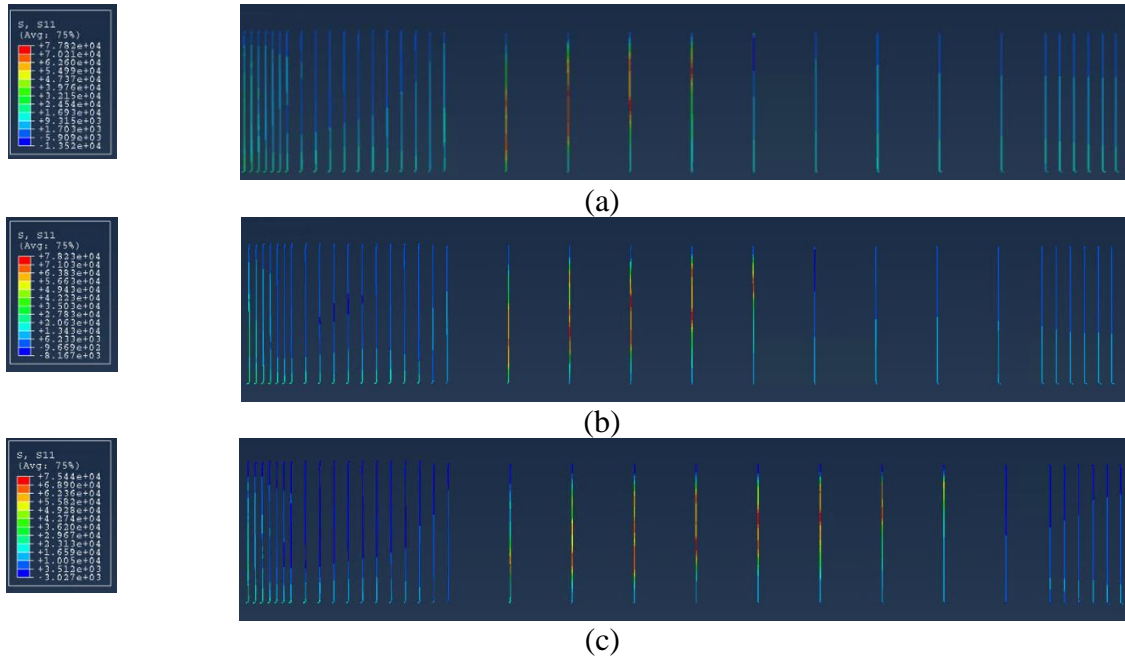 S, S11
(Avg: 75%)
+7.782e+04
+7.021e+04
+6.260e+04
+5.499e+04
+4.737e+04
+3.976e+04
+3.215e+04
+2.454e+04
+1.693e+04
+9.315e+03
+1.703e+03
-5.909e+03
-1.352e+04
(a)
S, S11
(Avg: 75%)
+7.823e+04
+7.103e+04
+6.383e+04
+5.663e+04
+4.943e+04
+4.223e+04
+3.503e+04
+2.783e+04
+2.063e+04
+1.343e+04
+6.233e+03
-9.669e+02
-8.167e+03
(b)
S, S11
(Avg: 75%)
+7.544e+04
+6.890e+04
+6.236e+04
+5.582e+04
+4.928e+04
+4.274e+04
+3.620e+04
+2.967e+04
+2.313e+04
+1.659e+04
+1.005e+04
+3.512e+03
-3.027e+03
(c)